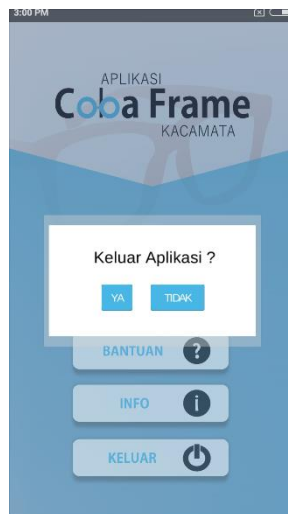 3:00 PM
APLIKASI
Coba Frame
KACAMATA
Keluar Aplikasi ?
YA
TIDAK
BANTUAN ?
INFO i
KELUAR